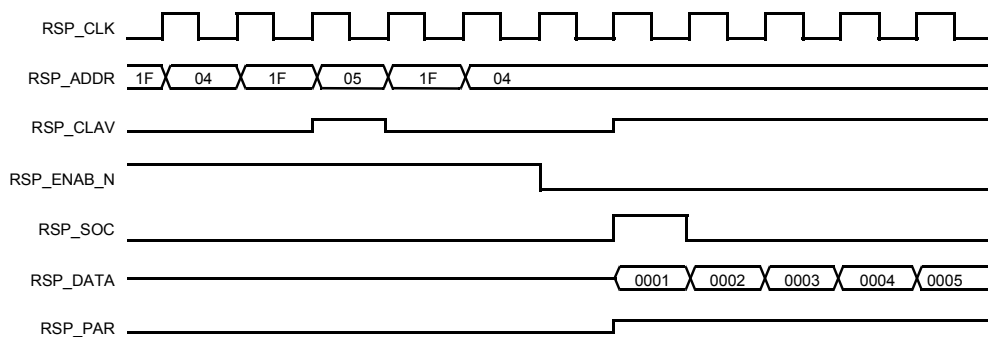 RSP_CLK
RSP_ADDR 1F 04 1F 05 1F 04
RSP_CLAV
RSP_ENAB_N
RSP_SOC
RSP_DATA 0001 0002 0003 0004 0005
RSP_PAR